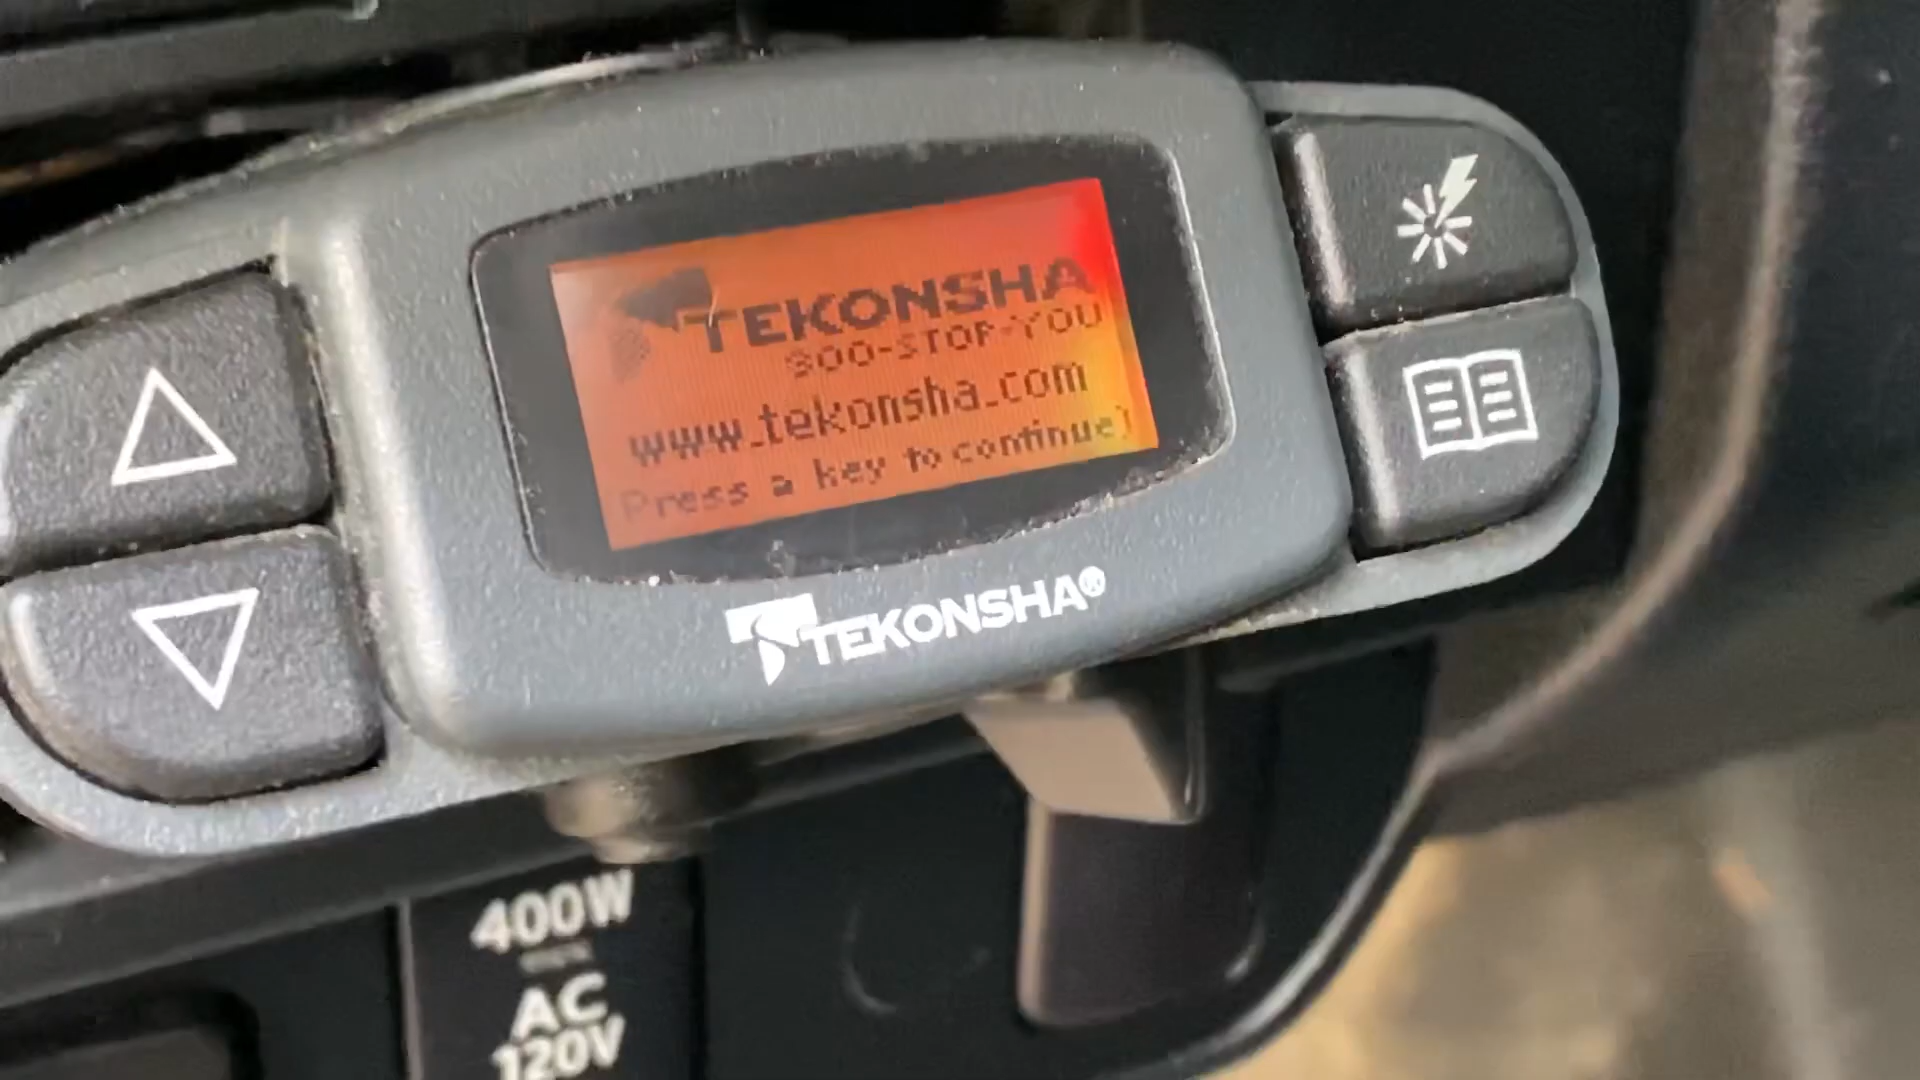 TEKONSHA
800-STOP-YOU
www.tekonsha.com
Press a key to continue)
TEKONSHA®
400W
AC
120V